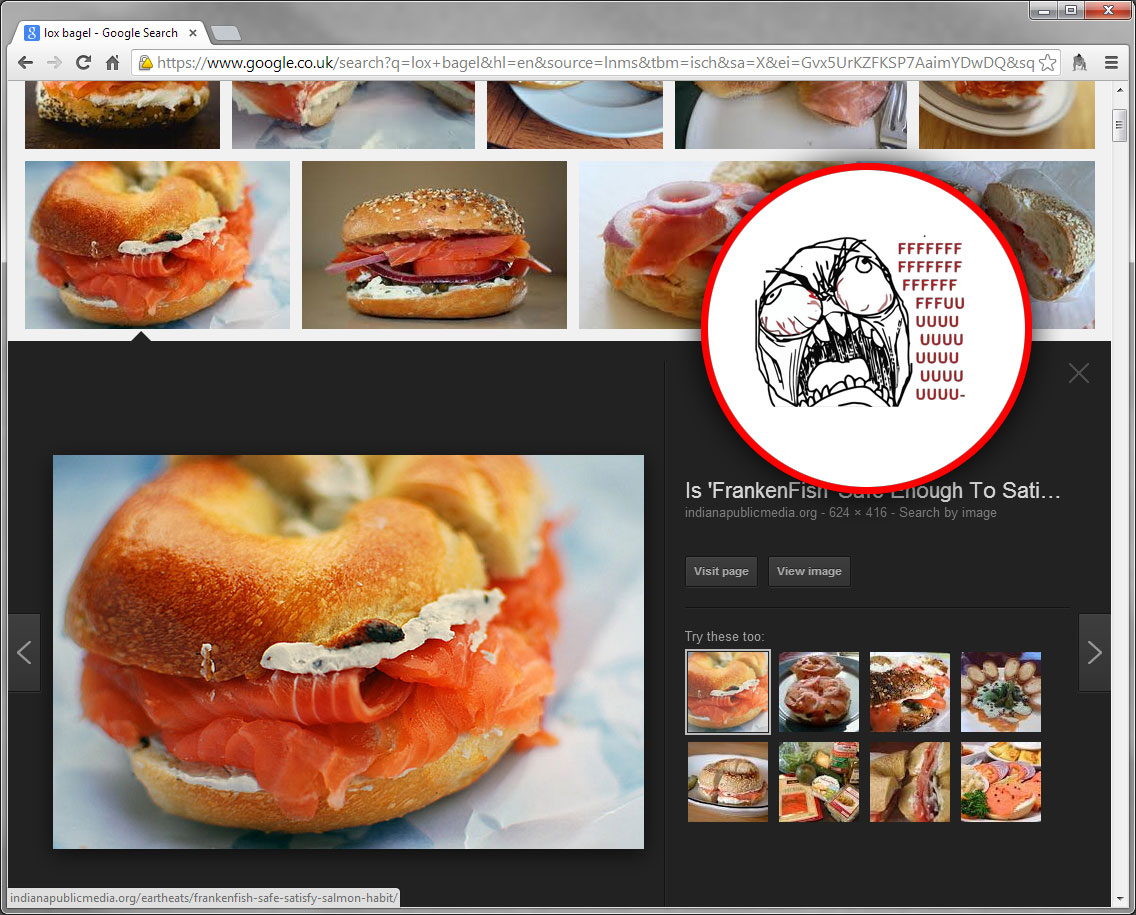 lox bagel - Google Search
https://www.google.co.uk/search?q=lox+bagel&hl=en&source=lnms&tbm=isch&sa=X&ei=Gvx5UrKZFKSP7AaimYDwDQ&sq
FFFFFFF
FFFFFFF
FFFFFF
FFFUU
UUUU
UUUU
UUUU
UUUU
UUUU-
Is 'FrankenFish' Safe Enough To Sati...
indianapublicmedia.org - 624 × 416 - Search by image
Visit page
View image
Try these too:
indianapublicmedia.org/eartheats/frankenfish-safe-satisfy-salmon-habit/